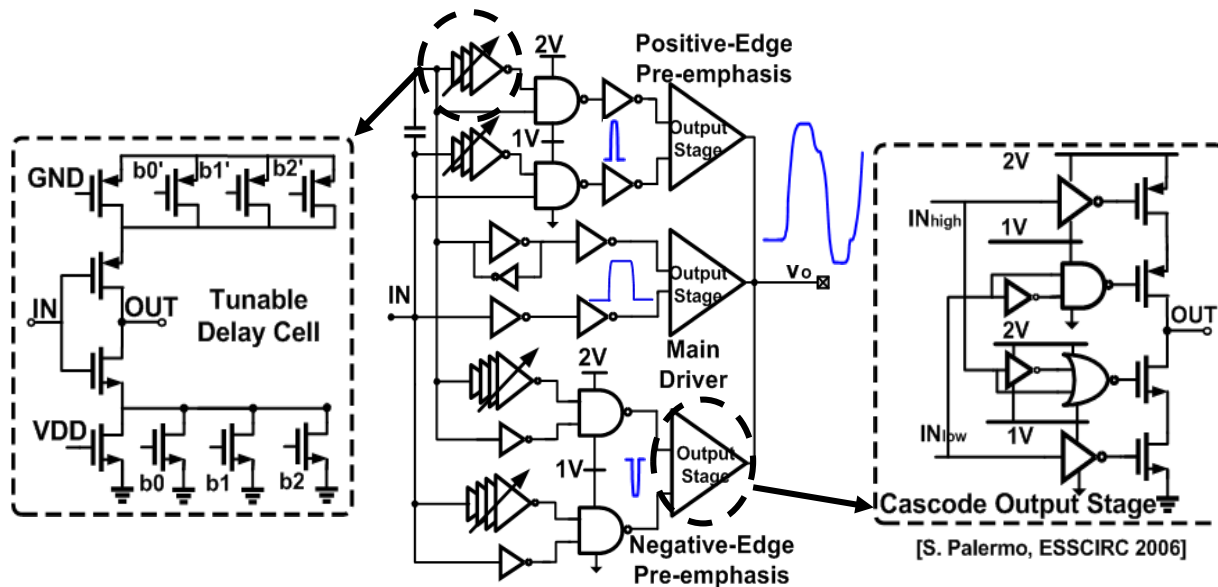 2V
Positive-Edge
Pre-emphasis
1V
Output
Stage
GND
b0'
b1'
b2'
IN
OUT
Tunable
Delay Cell
VDD
b0
b1
b2
IN
Output
Stage
vo
Main
Driver
2V
1V
Output
Stage
Negative-Edge
Pre-emphasis
2V
INhigh
1V
OUT
2V
INlow
1V
Cascode Output Stage
[S. Palermo, ESSCIRC 2006]